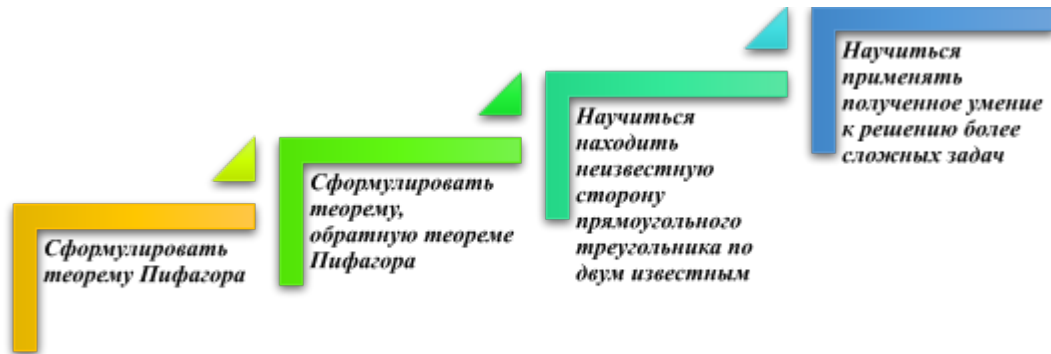 Сформулировать
теорему Пифагора
Сформулировать
теорему,
обратную теореме
Пифагора
Научиться
находить
неизвестную
сторону
прямоугольного
треугольника по
двум известным
Научиться
применять
полученное умение
к решению более
сложных задач